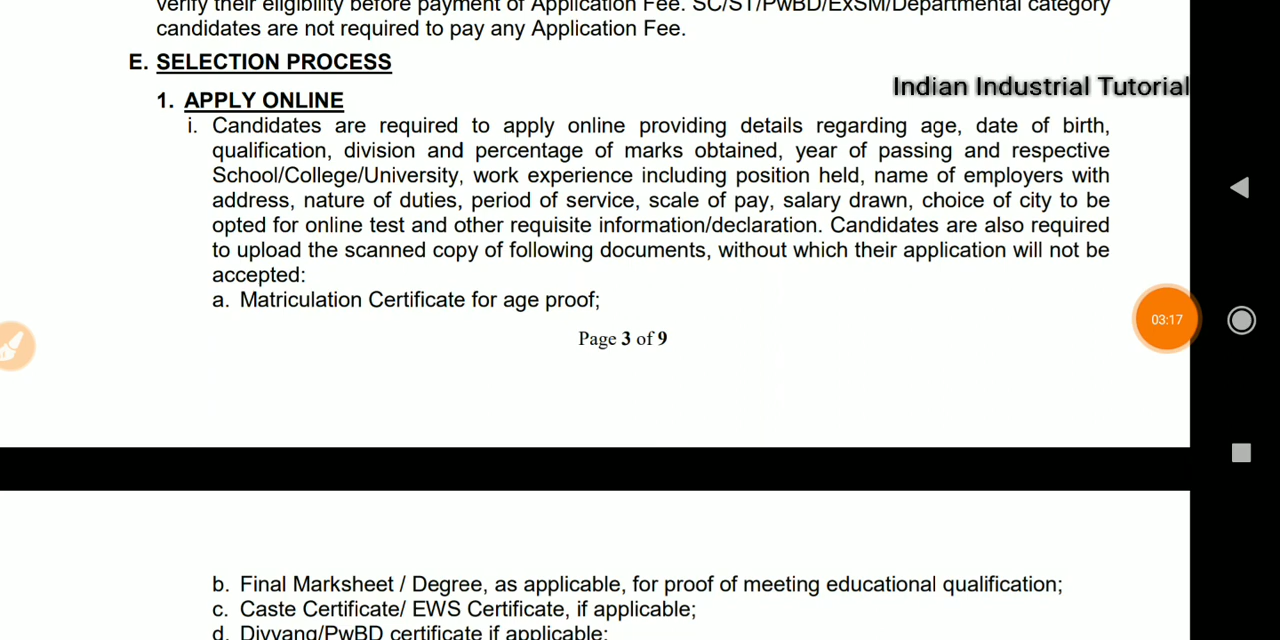 verify their eligibility before payment of Application Fee. SC/ST/PwBD/ExSM/Departmental category
candidates are not required to pay any Application Fee.
E. SELECTION PROCESS
Indian Industrial Tutorial
1. APPLY ONLINE
i. Candidates are required to apply online providing details regarding age, date of birth,
qualification, division and percentage of marks obtained, year of passing and respective
School/College/University, work experience including position held, name of employers with
address, nature of duties, period of service, scale of pay, salary drawn, choice of city to be
opted for online test and other requisite information/declaration. Candidates are also required
to upload the scanned copy of following documents, without which their application will not be
accepted:
a. Matriculation Certificate for age proof;
03:17
Page 3 of 9
b. Final Marksheet / Degree, as applicable, for proof of meeting educational qualification;
c. Caste Certificate/ EWS Certificate, if applicable;
d. Divyang/PwBD certificate if applicable;